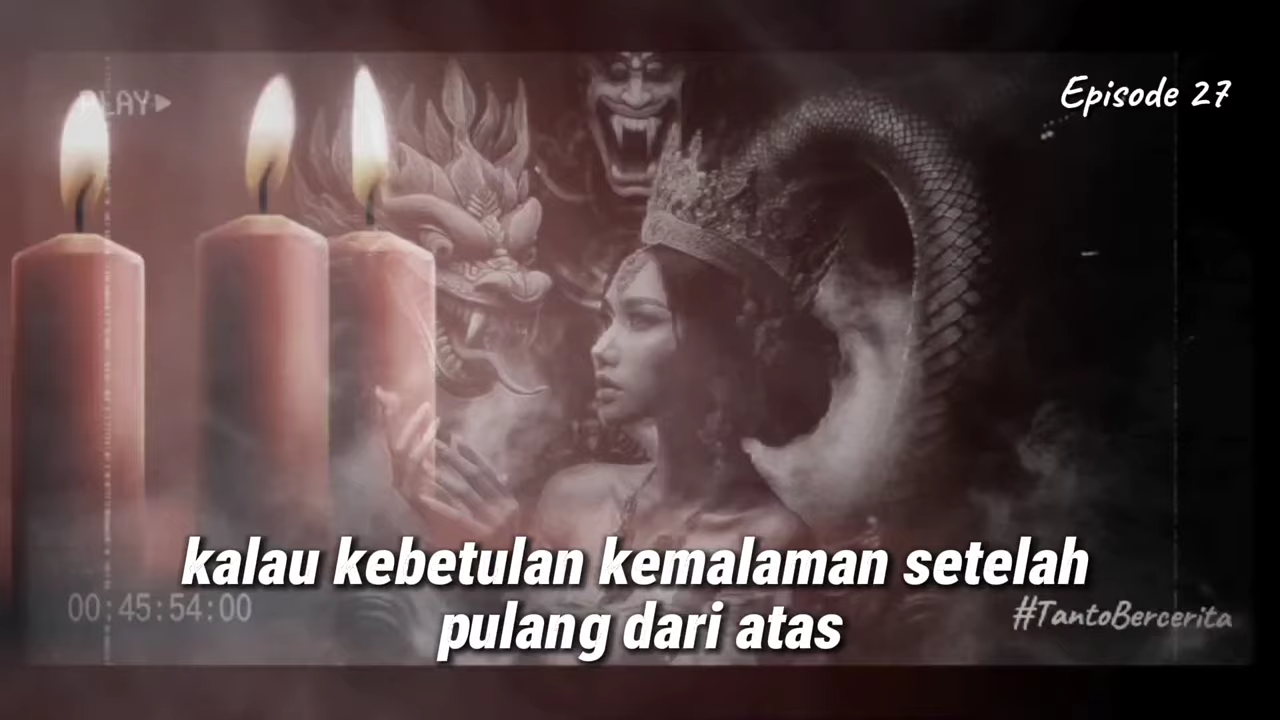 PLAY
Episode 27
kalau kebetulan kemalaman setelah
pulang dari atas
00:45:54:00
#TantoBercerita